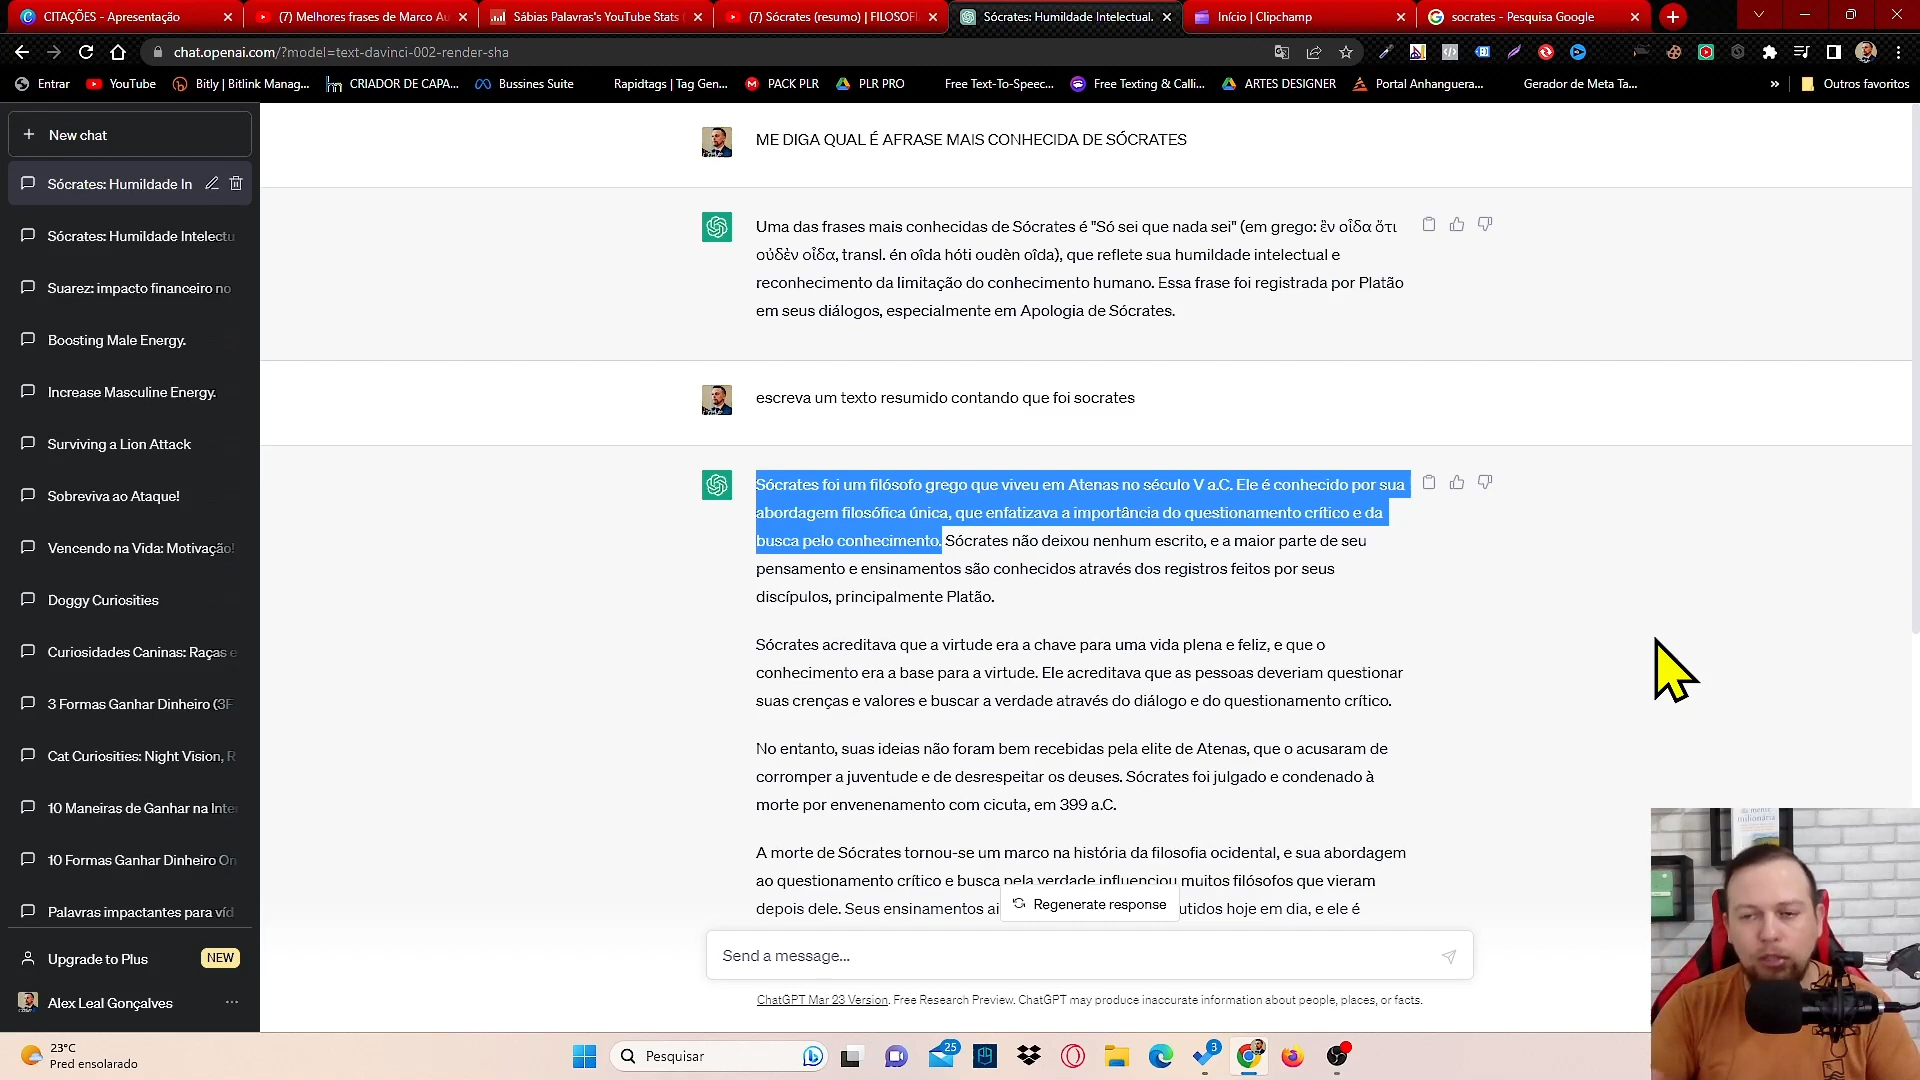 CITAÇÕES - Apresentação
(7) Melhores frases de Marco Au
Sábias Palavras's YouTube Stats (
(7) Sócrates (resumo) | FILOSOFI
Sócrates: Humildade Intelectual.
Início | Clipchamp
socrates - Pesquisa Google
chat.openai.com/?model=text-davinci-002-render-sha
Entrar
YouTube
Bitly | Bitlink Manag...
CRIADOR DE CAPA...
Bussines Suite
Rapidtags | Tag Gen...
PACK PLR
PLR PRO
Free Text-To-Speec...
Free Texting & Calli...
ARTES DESIGNER
Portal Anhanguera...
Gerador de Meta Ta...
»
Outros favoritos
+ New chat
Sócrates: Humildade In
Sócrates: Humildade Intelectu
Suarez: impacto financeiro no
Boosting Male Energy.
Increase Masculine Energy.
Surviving a Lion Attack
Sobreviva ao Ataque!
Vencendo na Vida: Motivação!
Doggy Curiosities
Curiosidades Caninas: Raças e
3 Formas Ganhar Dinheiro (3F
Cat Curiosities: Night Vision, R
10 Maneiras de Ganhar na Inte
10 Formas Ganhar Dinheiro On
Palavras impactantes para víd
Upgrade to Plus NEW
Alex Leal Gonçalves
ME DIGA QUAL É AFRASE MAIS CONHECIDA DE SÓCRATES
Uma das frases mais conhecidas de Sócrates é "Só sei que nada sei" (em grego: ἓν οἶδα ὅτι
οὐδὲν οἶδα, transl. én oîda hóti oudèn oîda), que reflete sua humildade intelectual e
reconhecimento da limitação do conhecimento humano. Essa frase foi registrada por Platão
em seus diálogos, especialmente em Apologia de Sócrates.
escreva um texto resumido contando que foi socrates
Sócrates foi um filósofo grego que viveu em Atenas no século V a.C. Ele é conhecido por sua
abordagem filosófica única, que enfatizava a importância do questionamento crítico e da
busca pelo conhecimento. Sócrates não deixou nenhum escrito, e a maior parte de seu
pensamento e ensinamentos são conhecidos através dos registros feitos por seus
discípulos, principalmente Platão.
Sócrates acreditava que a virtude era a chave para uma vida plena e feliz, e que o
conhecimento era a base para a virtude. Ele acreditava que as pessoas deveriam questionar
suas crenças e valores e buscar a verdade através do diálogo e do questionamento crítico.
No entanto, suas ideias não foram bem recebidas pela elite de Atenas, que o acusaram de
corromper a juventude e de desrespeitar os deuses. Sócrates foi julgado e condenado à
morte por envenenamento com cicuta, em 399 a.C.
A morte de Sócrates tornou-se um marco na história da filosofia ocidental, e sua abordagem
ao questionamento crítico e busca pela verdade influenciou muitos filósofos que vieram
depois dele. Seus ensinamentos ai utidos hoje em dia, e ele é
Regenerate response
Send a message...
ChatGPT Mar 23 Version. Free Research Preview. ChatGPT may produce inaccurate information about people, places, or facts.
milionária
23°C
Pred ensolarado
Pesquisar
25
3